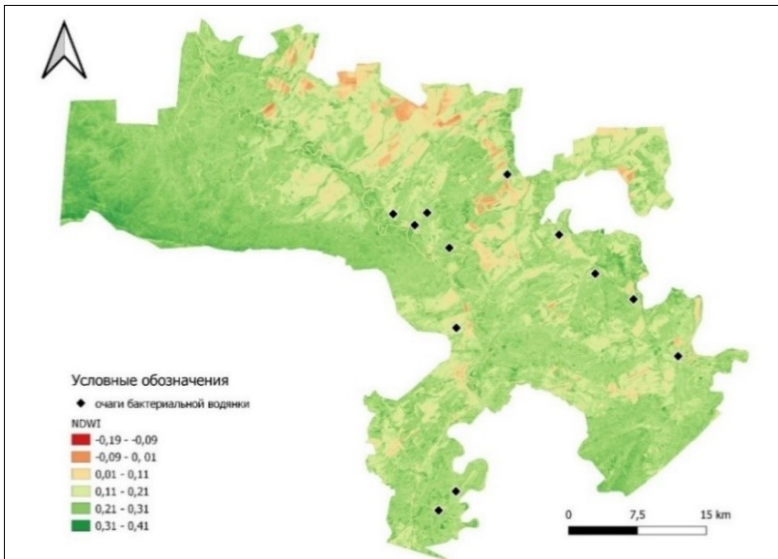 Условные обозначения
очаги бактериальной водянки
NDWI
-0,19 - -0,09
-0,09 - 0, 01
0,01 - 0,11
0,11 - 0,21
0,21 - 0,31
0,31 - 0,41
0 7,5 15 km